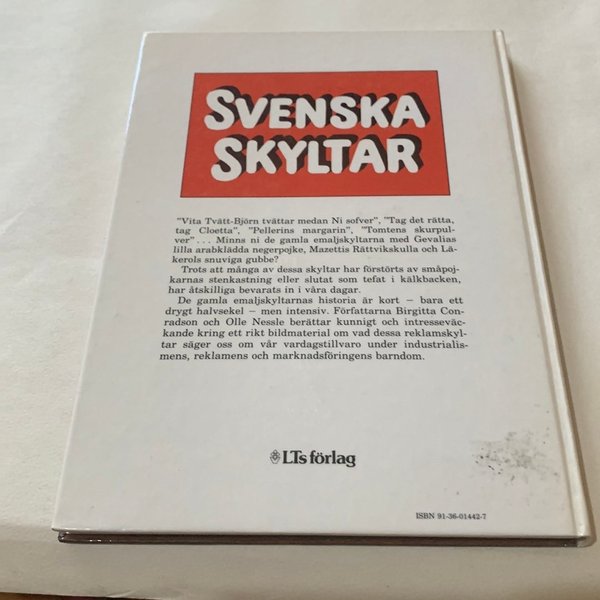 SVENSKA
SKYLTAR
"Vita Tvätt-Björn tvättar medan Ni sofver", "Tag det rätta,
tag Cloetta", "Pellerins margarin", "Tomtens skurpul-
ver" . . . Minns ni de gamla emaljskyltarna med Gevalias
lilla arabklädda negerpojke, Mazettis Rättvikskulla och Lä-
kerols snuviga gubbe?
Trots att många av dessa skyltar har förstörts av småpoj-
karnas stenkastning eller slutat som tefat i kälkbacken,
har åtskilliga bevarats in i våra dagar.
De gamla emaljskyltarnas historia är kort – bara ett
drygt halvsekel – men intensiv. Författarna Birgitta Con-
radson och Olle Nessle berättar kunnigt och intresseväc-
kande kring ett rikt bildmaterial om vad dessa reklamskyl-
tar säger oss om vår vardagstillvaro under industrialis-
mens, reklamens och marknadsföringens barndom.
LTs förlag
ISBN 91-36-01442-7